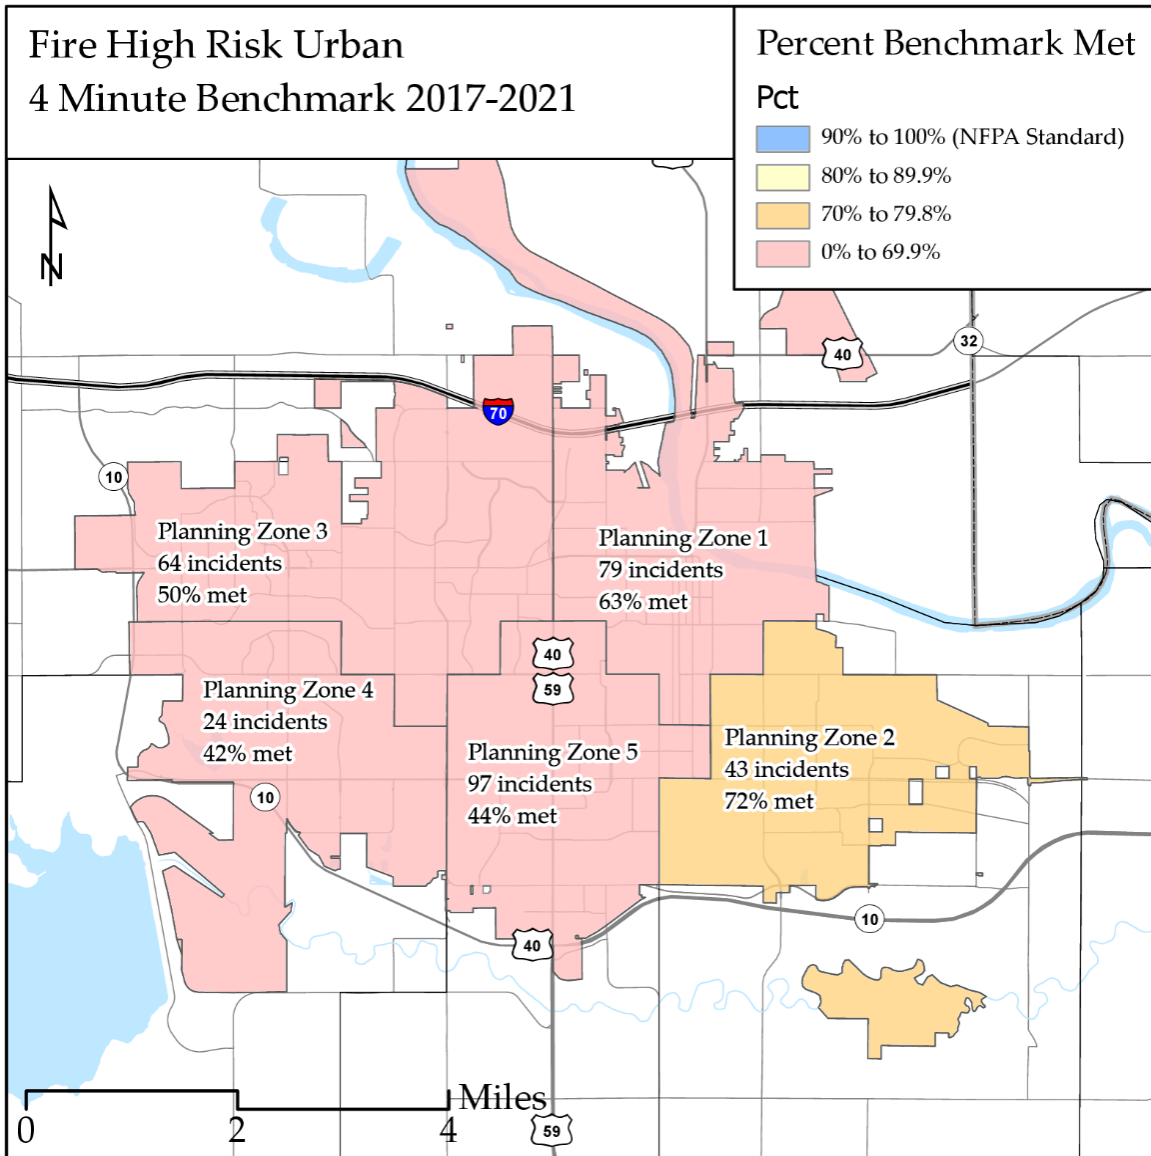 Fire High Risk Urban
4 Minute Benchmark 2017-2021
Percent Benchmark Met
Pct
90% to 100% (NFPA Standard)
80% to 89.9%
70% to 79.8%
0% to 69.9%
N
32
40
70
10
Planning Zone 3
64 incidents
50% met
Planning Zone 1
79 incidents
63% met
40
59
Planning Zone 4
24 incidents
42% met
Planning Zone 5
97 incidents
44% met
Planning Zone 2
43 incidents
72% met
10
10
40
Miles
0 2 4
59